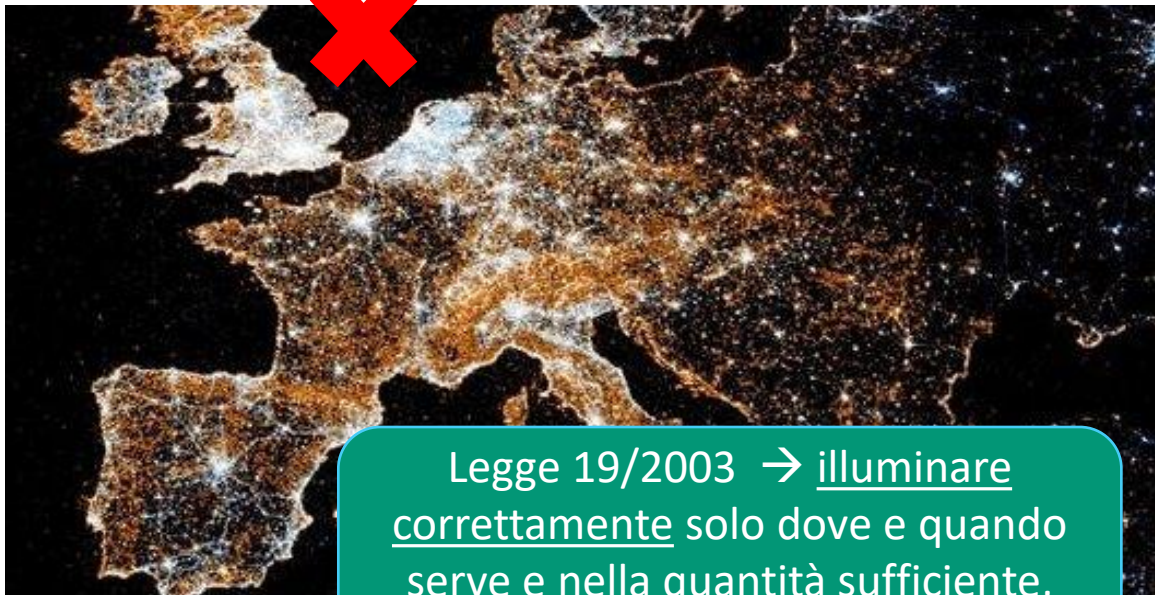 Legge 19/2003 → illuminare
correttamente solo dove e quando
serve e nella quantità sufficiente.